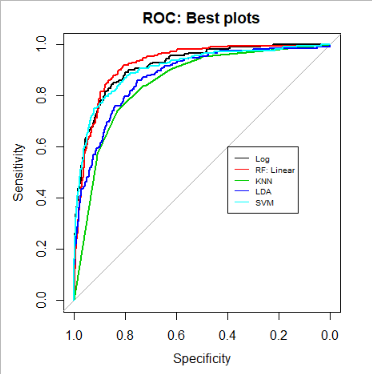 ROC: Best plots
Sensitivity
1.0
0.8
0.6
0.4
0.2
0.0
Log
RF: Linear
KNN
LDA
SVM
1.0 0.8 0.6 0.4 0.2 0.0
Specificity